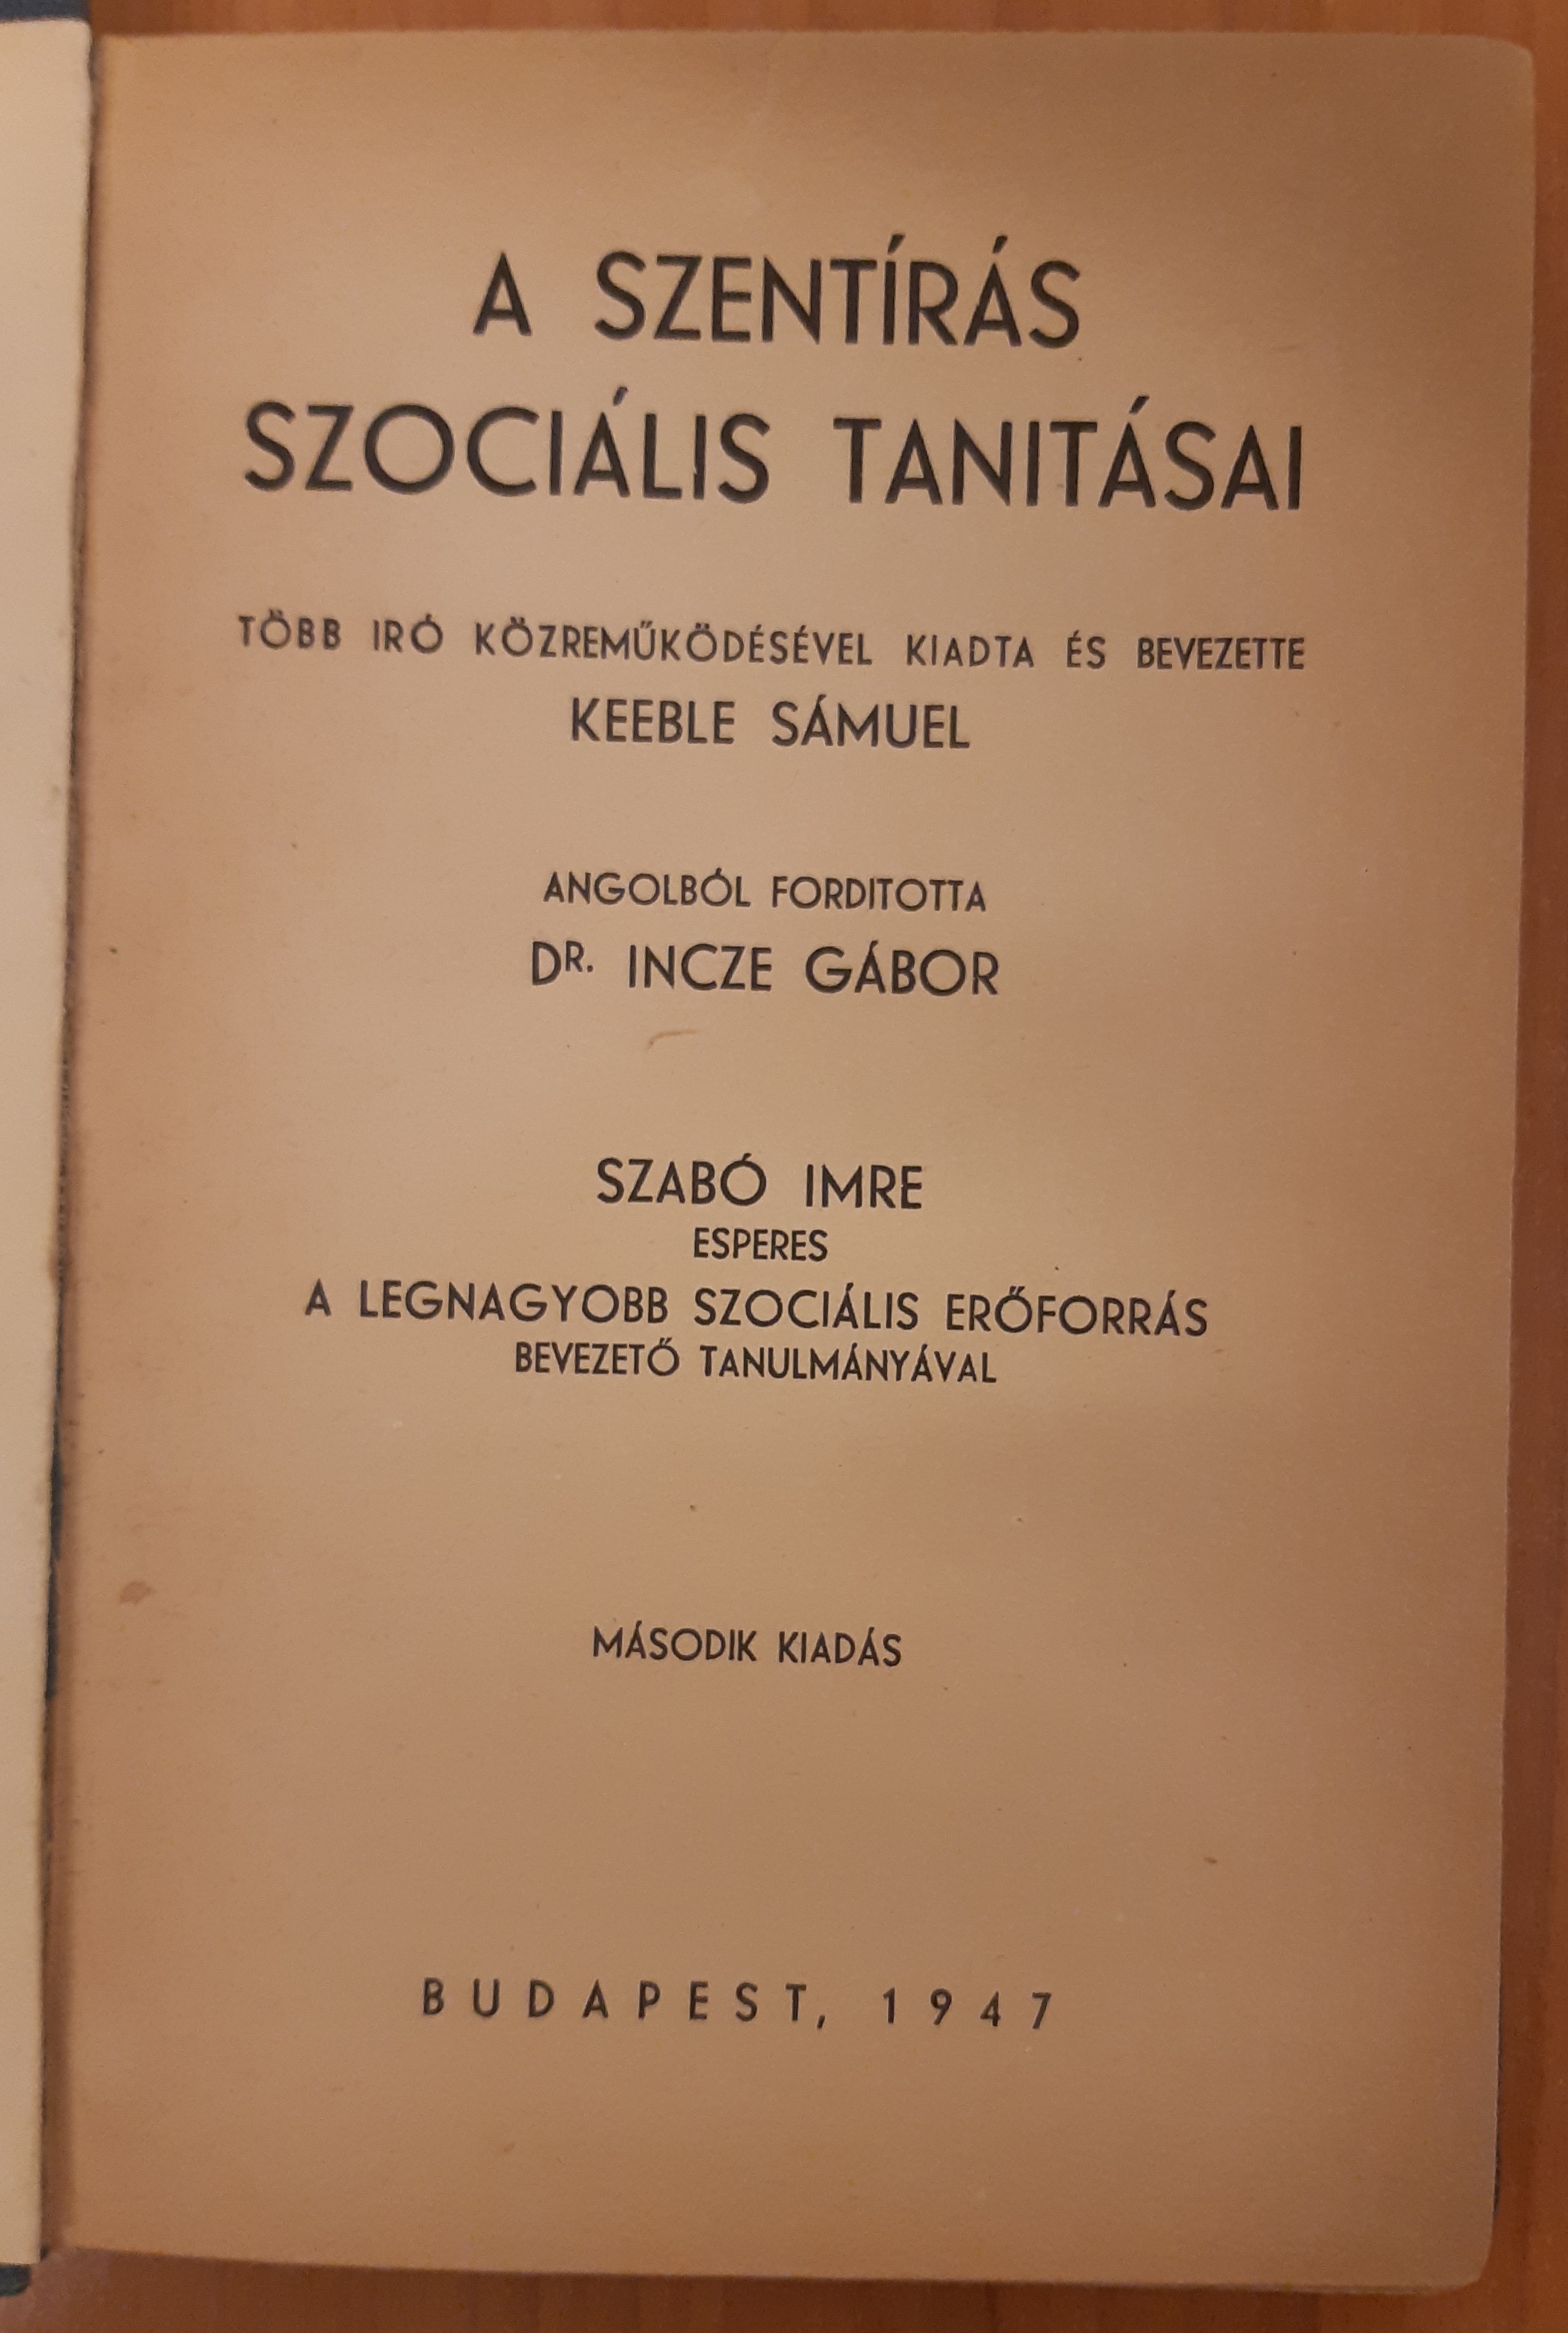 A SZENTÍRÁS
SZOCIÁLIS TANITÁSAI
TÖBB IRÓ KÖZREMŰKÖDÉSÉVEL KIADTA ÉS BEVEZETTE
KEEBLE SÁMUEL
ANGOLBÓL FORDITOTTA
DR. INCZE GÁBOR
SZABÓ IMRE
ESPERES
A LEGNAGYOBB SZOCIÁLIS ERŐFORRÁS
BEVEZETŐ TANULMÁNYÁVAL
MÁSODIK KIADÁS
BUDAPEST, 1947